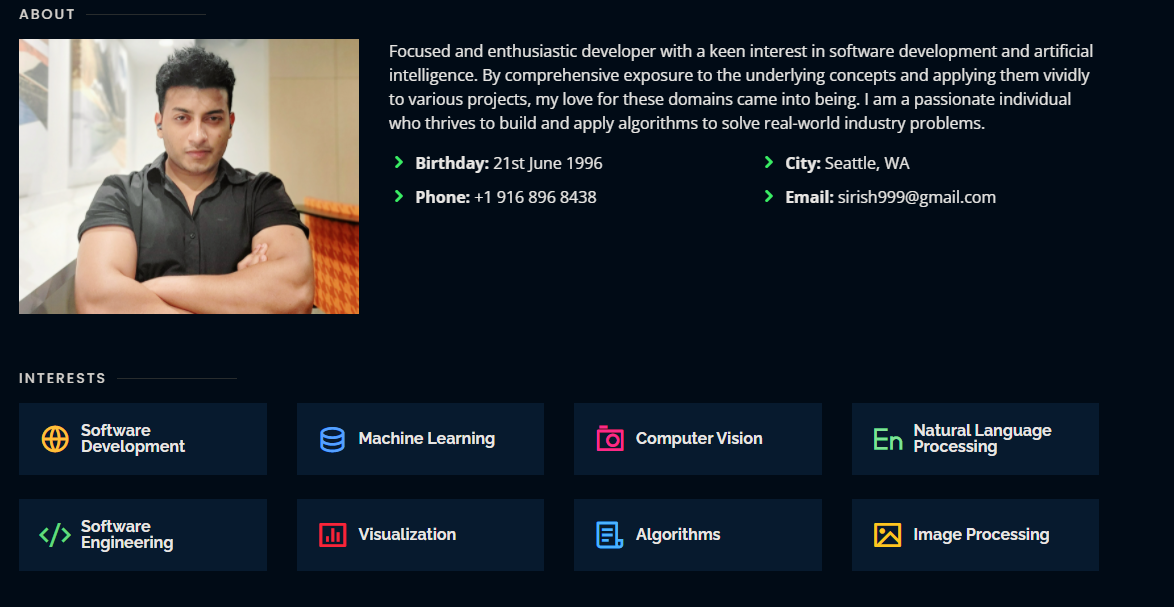 ABOUT
Focused and enthusiastic developer with a keen interest in software development and artificial
intelligence. By comprehensive exposure to the underlying concepts and applying them vividly
to various projects, my love for these domains came into being. I am a passionate individual
who thrives to build and apply algorithms to solve real-world industry problems.
Birthday: 21st June 1996
City: Seattle, WA
Phone: +1 916 896 8438
Email: sirish999@gmail.com
INTERESTS
Software
Development
Machine Learning
Computer Vision
En
Natural Language
Processing
</>
Software
Engineering
Visualization
Algorithms
Image Processing